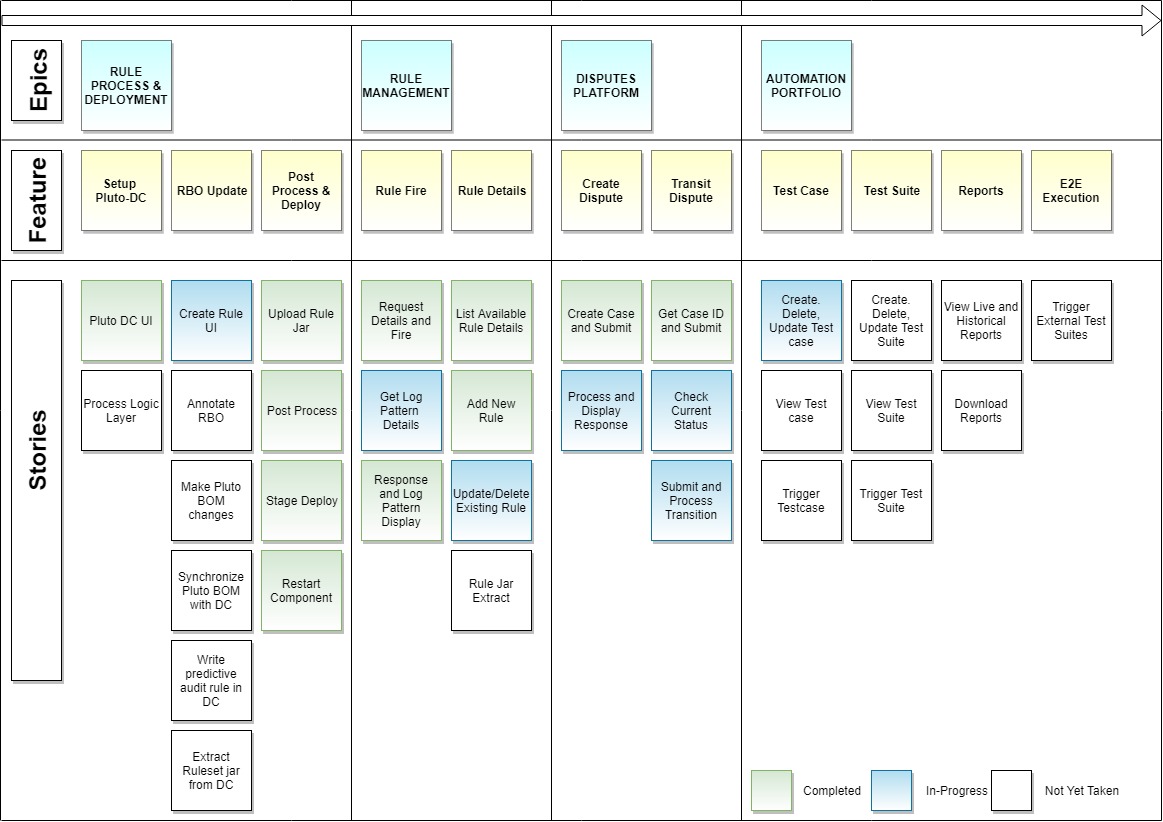 Epics
RULE
PROCESS &
DEPLOYMENT
RULE
MANAGEMENT
DISPUTES
PLATFORM
AUTOMATION
PORTFOLIO
Feature
Setup
Pluto-DC
RBO Update
Post
Process &
Deploy
Rule Fire
Rule Details
Create
Dispute
Transit
Dispute
Test Case
Test Suite
Reports
E2E
Execution
Stories
Pluto DC UI
Create Rule
UI
Upload Rule
Jar
Request
Details and
Fire
List Available
Rule Details
Create Case
and Submit
Get Case ID
and Submit
Create.
Delete,
Update Test
case
Create.
Delete,
Update Test
Suite
View Live and
Historical
Reports
Trigger
External Test
Suites
Process Logic
Layer
Annotate
RBO
Post Process
Get Log
Pattern
Details
Add New
Rule
Process and
Display
Response
Check
Current
Status
View Test
case
View Test
Suite
Download
Reports
Make Pluto
BOM
changes
Stage Deploy
Response
and Log
Pattern
Display
Update/Delete
Existing Rule
Submit and
Process
Transition
Trigger
Testcase
Trigger Test
Suite
Synchronize
Pluto BOM
with DC
Restart
Component
Rule Jar
Extract
Write
predictive
audit rule in
DC
Extract
Ruleset jar
from DC
Completed
In-Progress
Not Yet Taken